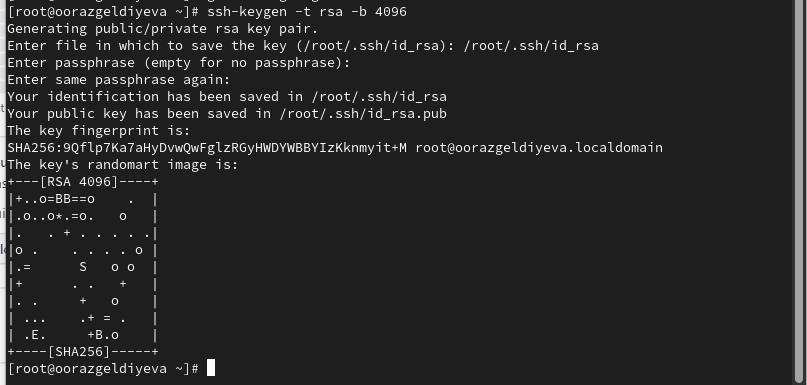 [root@oorazgeldiyeva ~]# ssh-keygen -t rsa -b 4096
Generating public/private rsa key pair.
Enter file in which to save the key (/root/.ssh/id_rsa): /root/.ssh/id_rsa
Enter passphrase (empty for no passphrase):
Enter same passphrase again:
Your identification has been saved in /root/.ssh/id_rsa
Your public key has been saved in /root/.ssh/id_rsa.pub
The key fingerprint is:
SHA256:9Qflp7Ka7aHyDvwQwFglzRGyHWDYWBBYIzKknmyit+M root@oorazgeldiyeva.localdomain
The key's randomart image is:
+---[RSA 4096]----+
|+..o=BB==o    .  |
|.o..o*.=o.   o   |
|.   . + . . . . .|
|o .    . . . . o |
|.=      S   o o  |
|+      . .   +   |
|. .     +   o    |
| ...    .+ = .   |
| .E.     +B.o    |
+----[SHA256]-----+
[root@oorazgeldiyeva ~]#